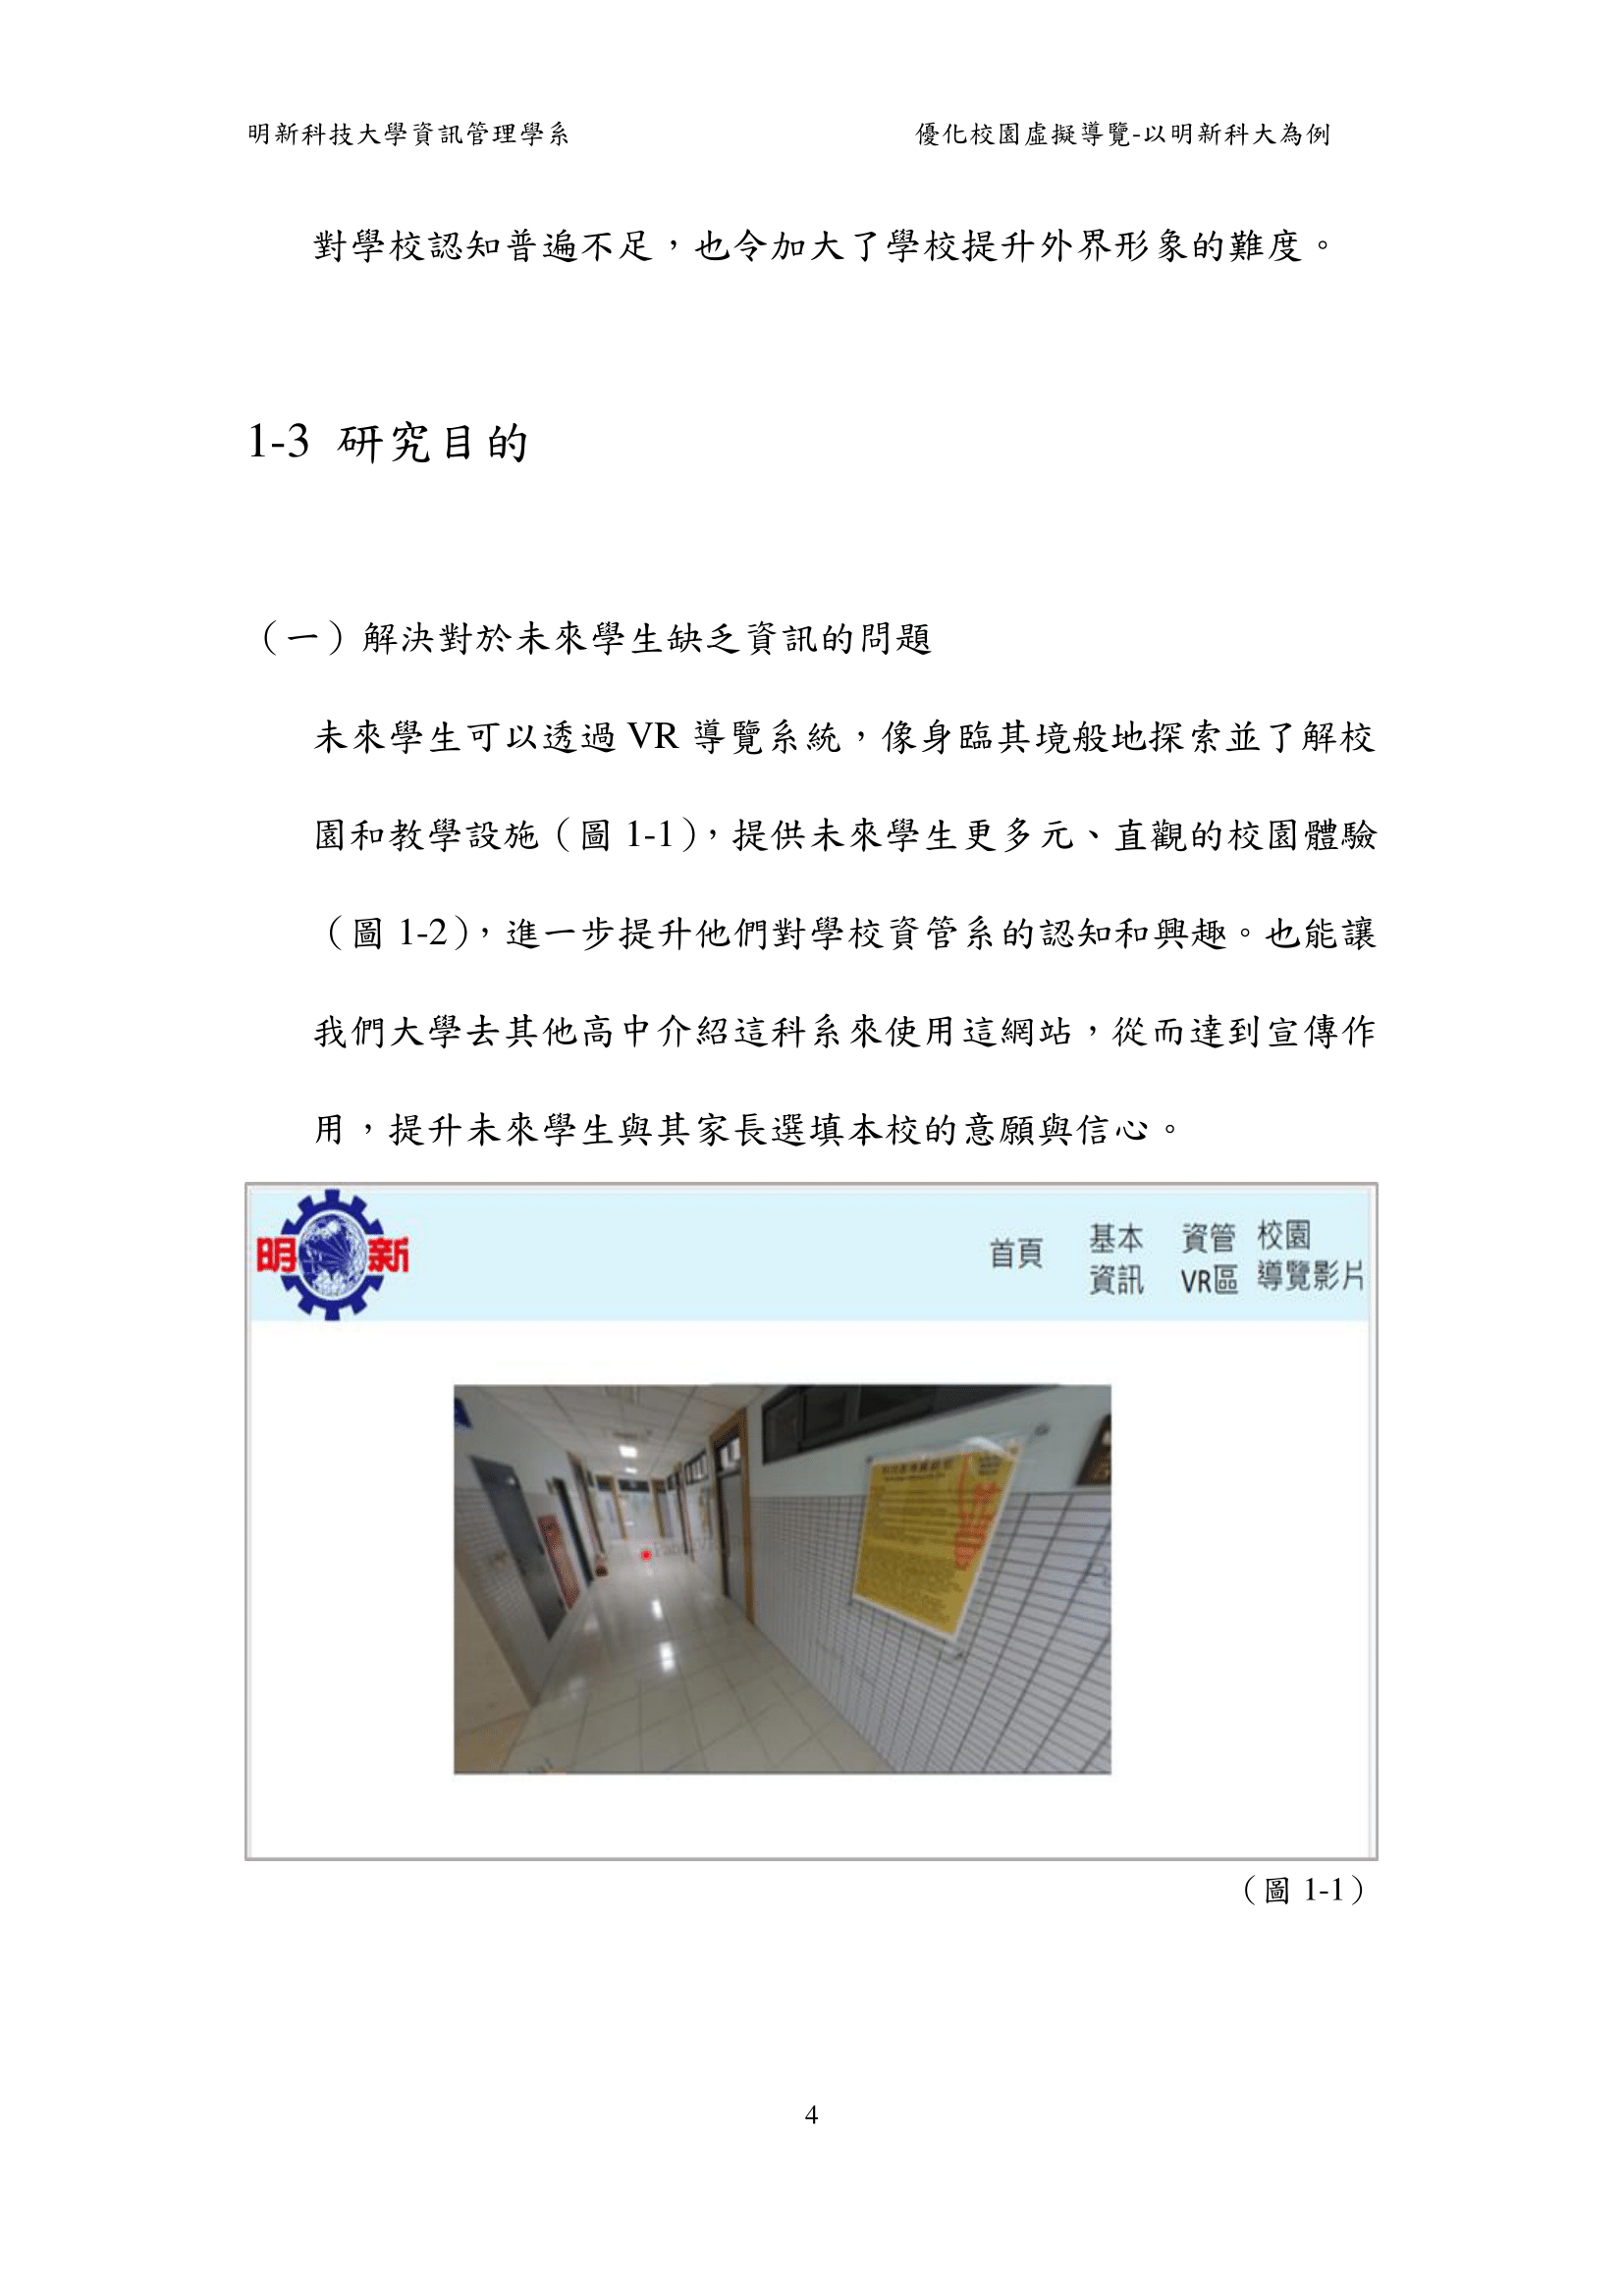 明新科技大學資訊管理學系 優化校園虛擬導覽-以明新科大為例
對學校認知普遍不足，也令加大了學校提升外界形象的難度。
1-3 研究目的
（一）解決對於未來學生缺乏資訊的問題
未來學生可以透過 VR 導覽系統，像身臨其境般地探索並了解校
園和教學設施（圖 1-1），提供未來學生更多元、直觀的校園體驗
（圖 1-2），進一步提升他們對學校資管系的認知和興趣。也能讓
我們大學去其他高中介紹這科系來使用這網站，從而達到宣傳作
用，提升未來學生與其家長選填本校的意願與信心。
明新
首頁 基本 資管 校園
資訊 VR區 導覽影片
（圖 1-1）
4